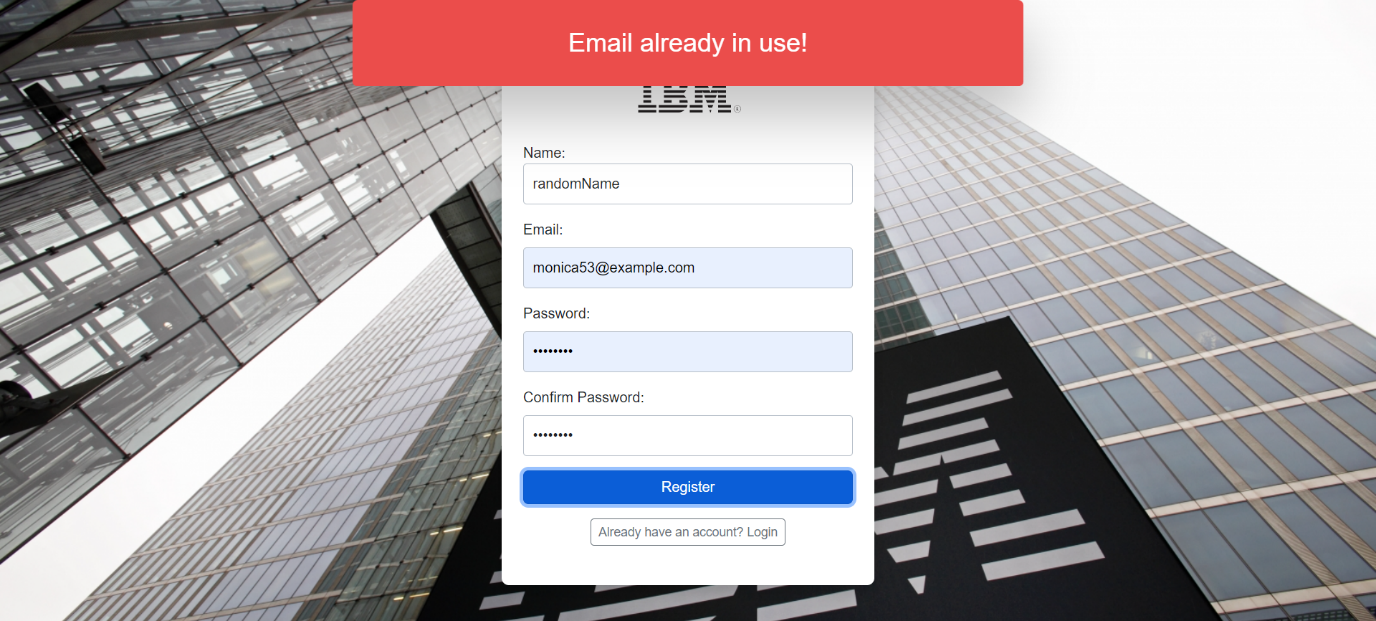 Email already in use!
IBM
Name:
randomName
Email:
monica53@example.com
Password:
••••••••
Confirm Password:
••••••••
Register
Already have an account? Login